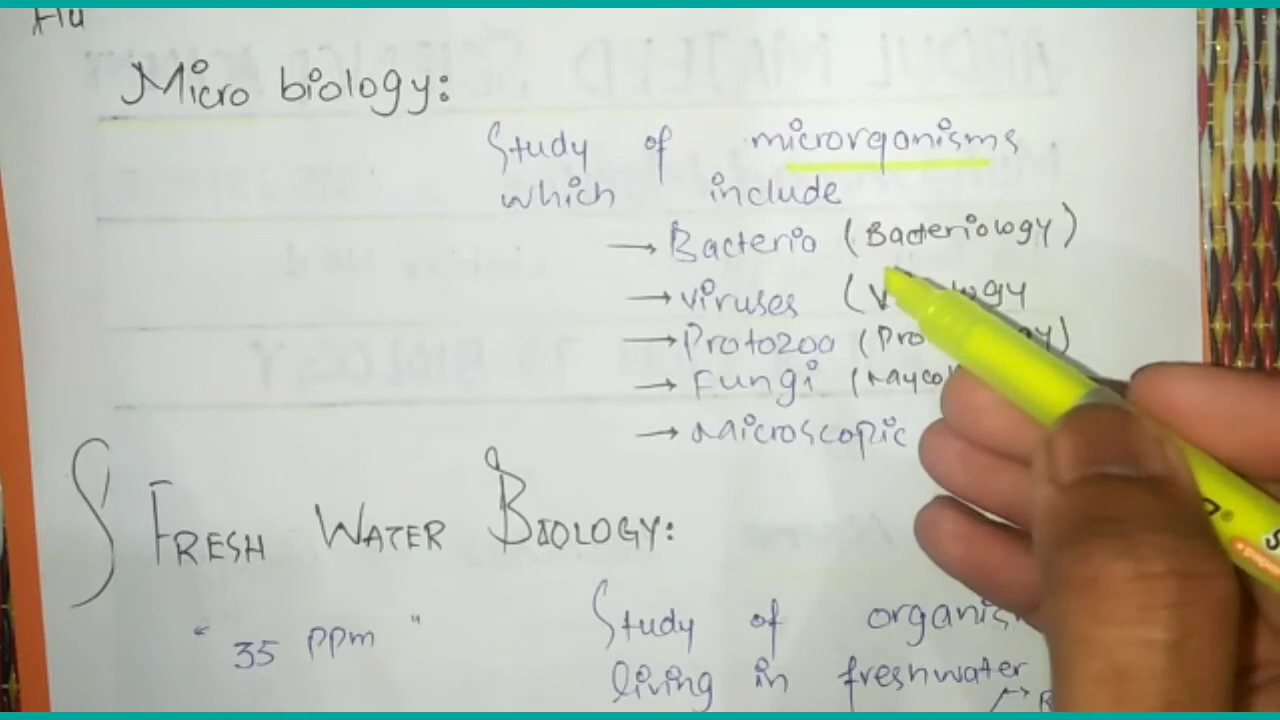 Micro biology:
Study of microrganisms
which include
→ Bacteria (Bacteriology)
→ viruses (
→ Protozoa (
→ Fungi (
→ Microscopic
FRESH WATER BIOLOGY:
" 35 ppm "
Study of
living in freshwater